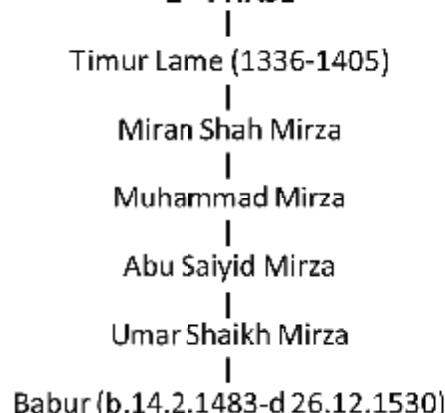 Timur Lame (1336-1405)
Miran Shah Mirza
Muhammad Mirza
Abu Saiyid Mirza
Umar Shaikh Mirza
Babur (b.14.2.1483-d 26.12.1530)